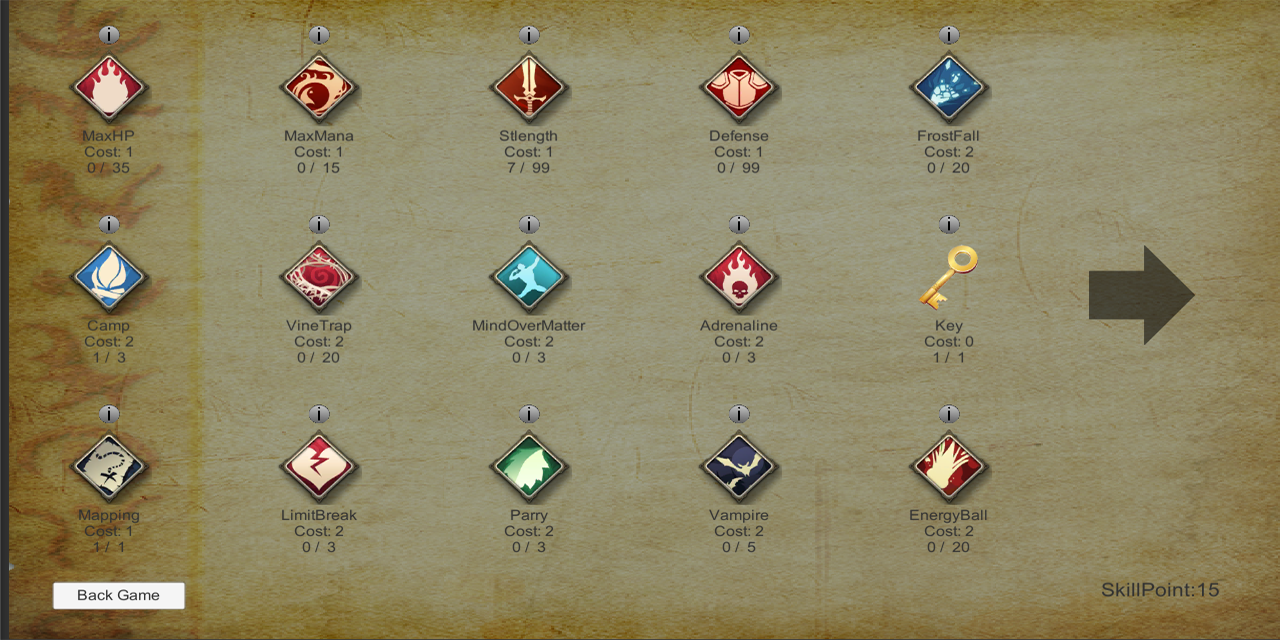 i i i i i
MaxHP MaxMana Stlength Defense FrostFall
Cost: 1 Cost: 1 Cost: 1 Cost: 1 Cost: 2
0 / 35 0 / 15 7 / 99 0 / 99 0 / 20
i i i i i
Camp VineTrap MindOverMatter Adrenaline Key
Cost: 2 Cost: 2 Cost: 2 Cost: 2 Cost: 0
1 / 3 0 / 20 0 / 3 0 / 3 1 / 1
i i i i i
Mapping LimitBreak Parry Vampire EnergyBall
Cost: 1 Cost: 2 Cost: 2 Cost: 2 Cost: 2
1 / 1 0 / 3 0 / 3 0 / 5 0 / 20
Back Game SkillPoint:15